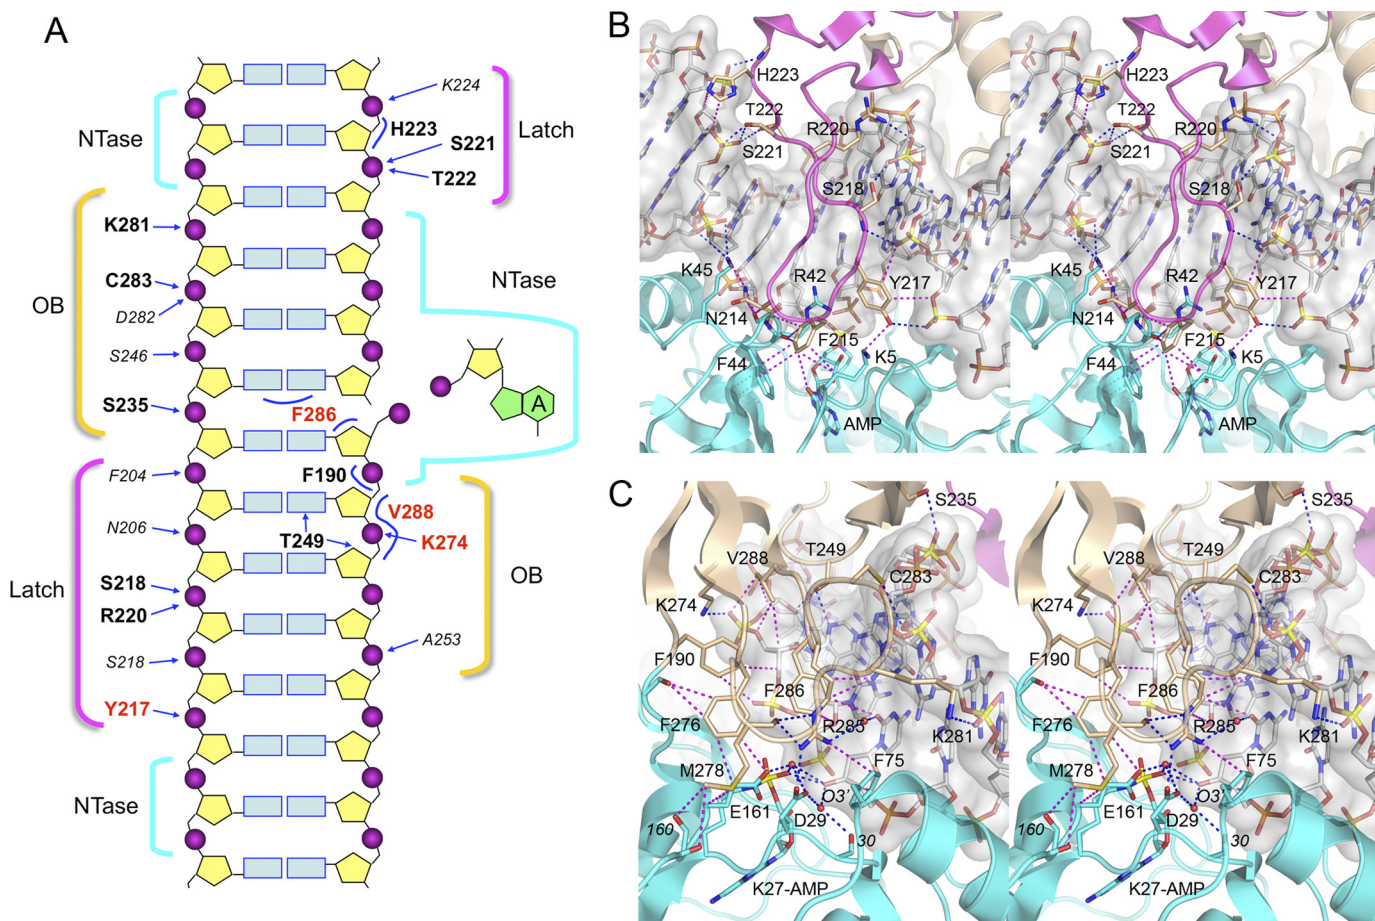 A
NTase
K224
H223
S221
T222
Latch
OB
K281
C283
D282
S246
S235
NTase
A
F286
F190
V288
K274
T249
OB
A253
Latch
F204
N206
S218
R220
S218
Y217
NTase
B
H223
T222
R220
S221
S218
K45
R42
Y217
N214
F215
F44
K5
AMP
H223
T222
R220
S221
S218
K45
R42
Y217
N214
F215
F44
K5
AMP
C
S235
V288
T249
C283
K274
F190
F286
F276
R285
K281
M278
F75
O3’
E161
D29
160
30
K27-AMP
S235
V288
T249
C283
K274
F190
F286
F276
R285
K281
M278
F75
O3’
E161
D29
160
30
K27-AMP